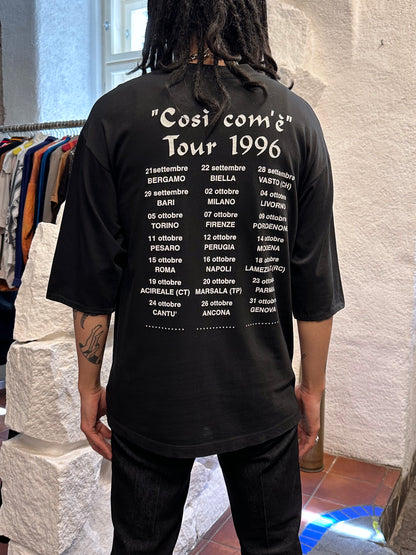 "Cosi com'è"
Tour 1996
21settembre 22 settembre 28 settembre
BERGAMO BIELLA VASTO (CH)
29 settembre 02 ottobre 04 ottobre
BARI MILANO LIVORNO
05 ottobre 07 ottobre 09 ottobre
TORINO FIRENZE PORDENONE
11 ottobre 12 ottobre 14 ottobre
PESARO PERUGIA MODENA
15 ottobre 16 ottobre 18 ottobre
ROMA NAPOLI LAMEZIA (RC)
19 ottobre 20 ottobre 23 ottobre
ACIREALE (CT) MARSALA (TP) PARMA
24 ottobre 26 ottobre 31 ottobre
CANTU' ANCONA GENOVA